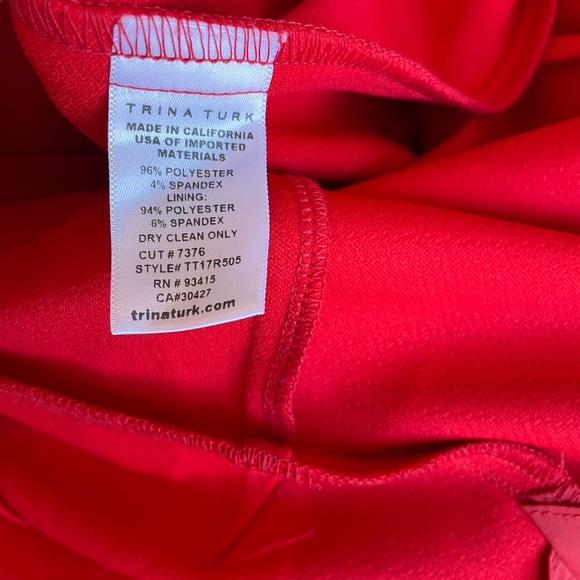 TRINA TURK
MADE IN CALIFORNIA
USA OF IMPORTED
MATERIALS
96% POLYESTER
4% SPANDEX
LINING:
94% POLYESTER
6% SPANDEX
DRY CLEAN ONLY
CUT # 7376
STYLE# TT17R505
RN # 93415
CA#30427
trinaturk.com